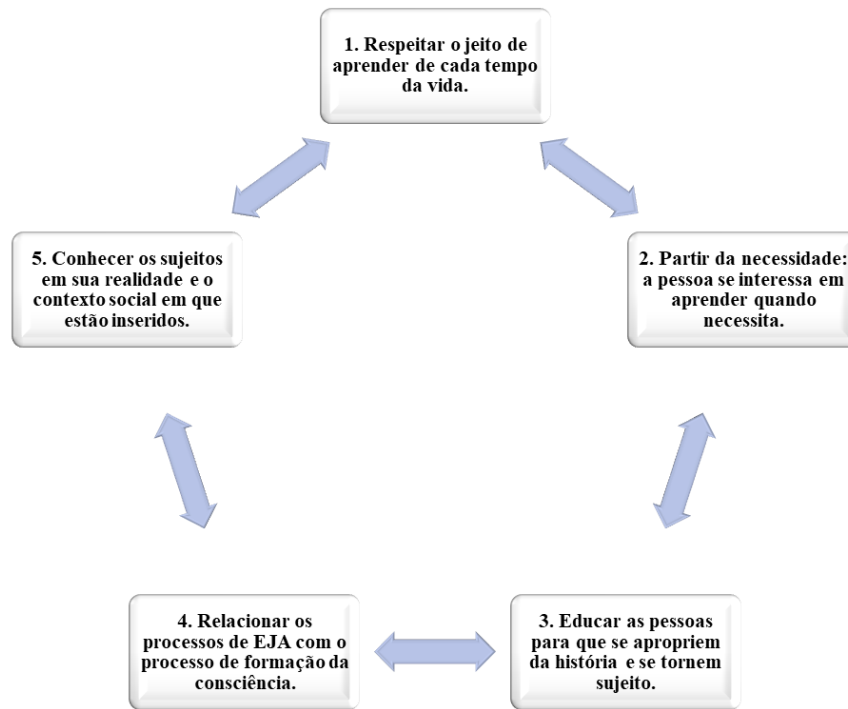 1. Respeitar o jeito de
aprender de cada tempo
da vida.
2. Partir da necessidade:
a pessoa se interessa em
aprender quando
necessita.
3. Educar as pessoas
para que se apropriem
da história e se tornem
sujeito.
4. Relacionar os
processos de EJA com o
processo de formação da
consciência.
5. Conhecer os sujeitos
em sua realidade e o
contexto social em que
estão inseridos.